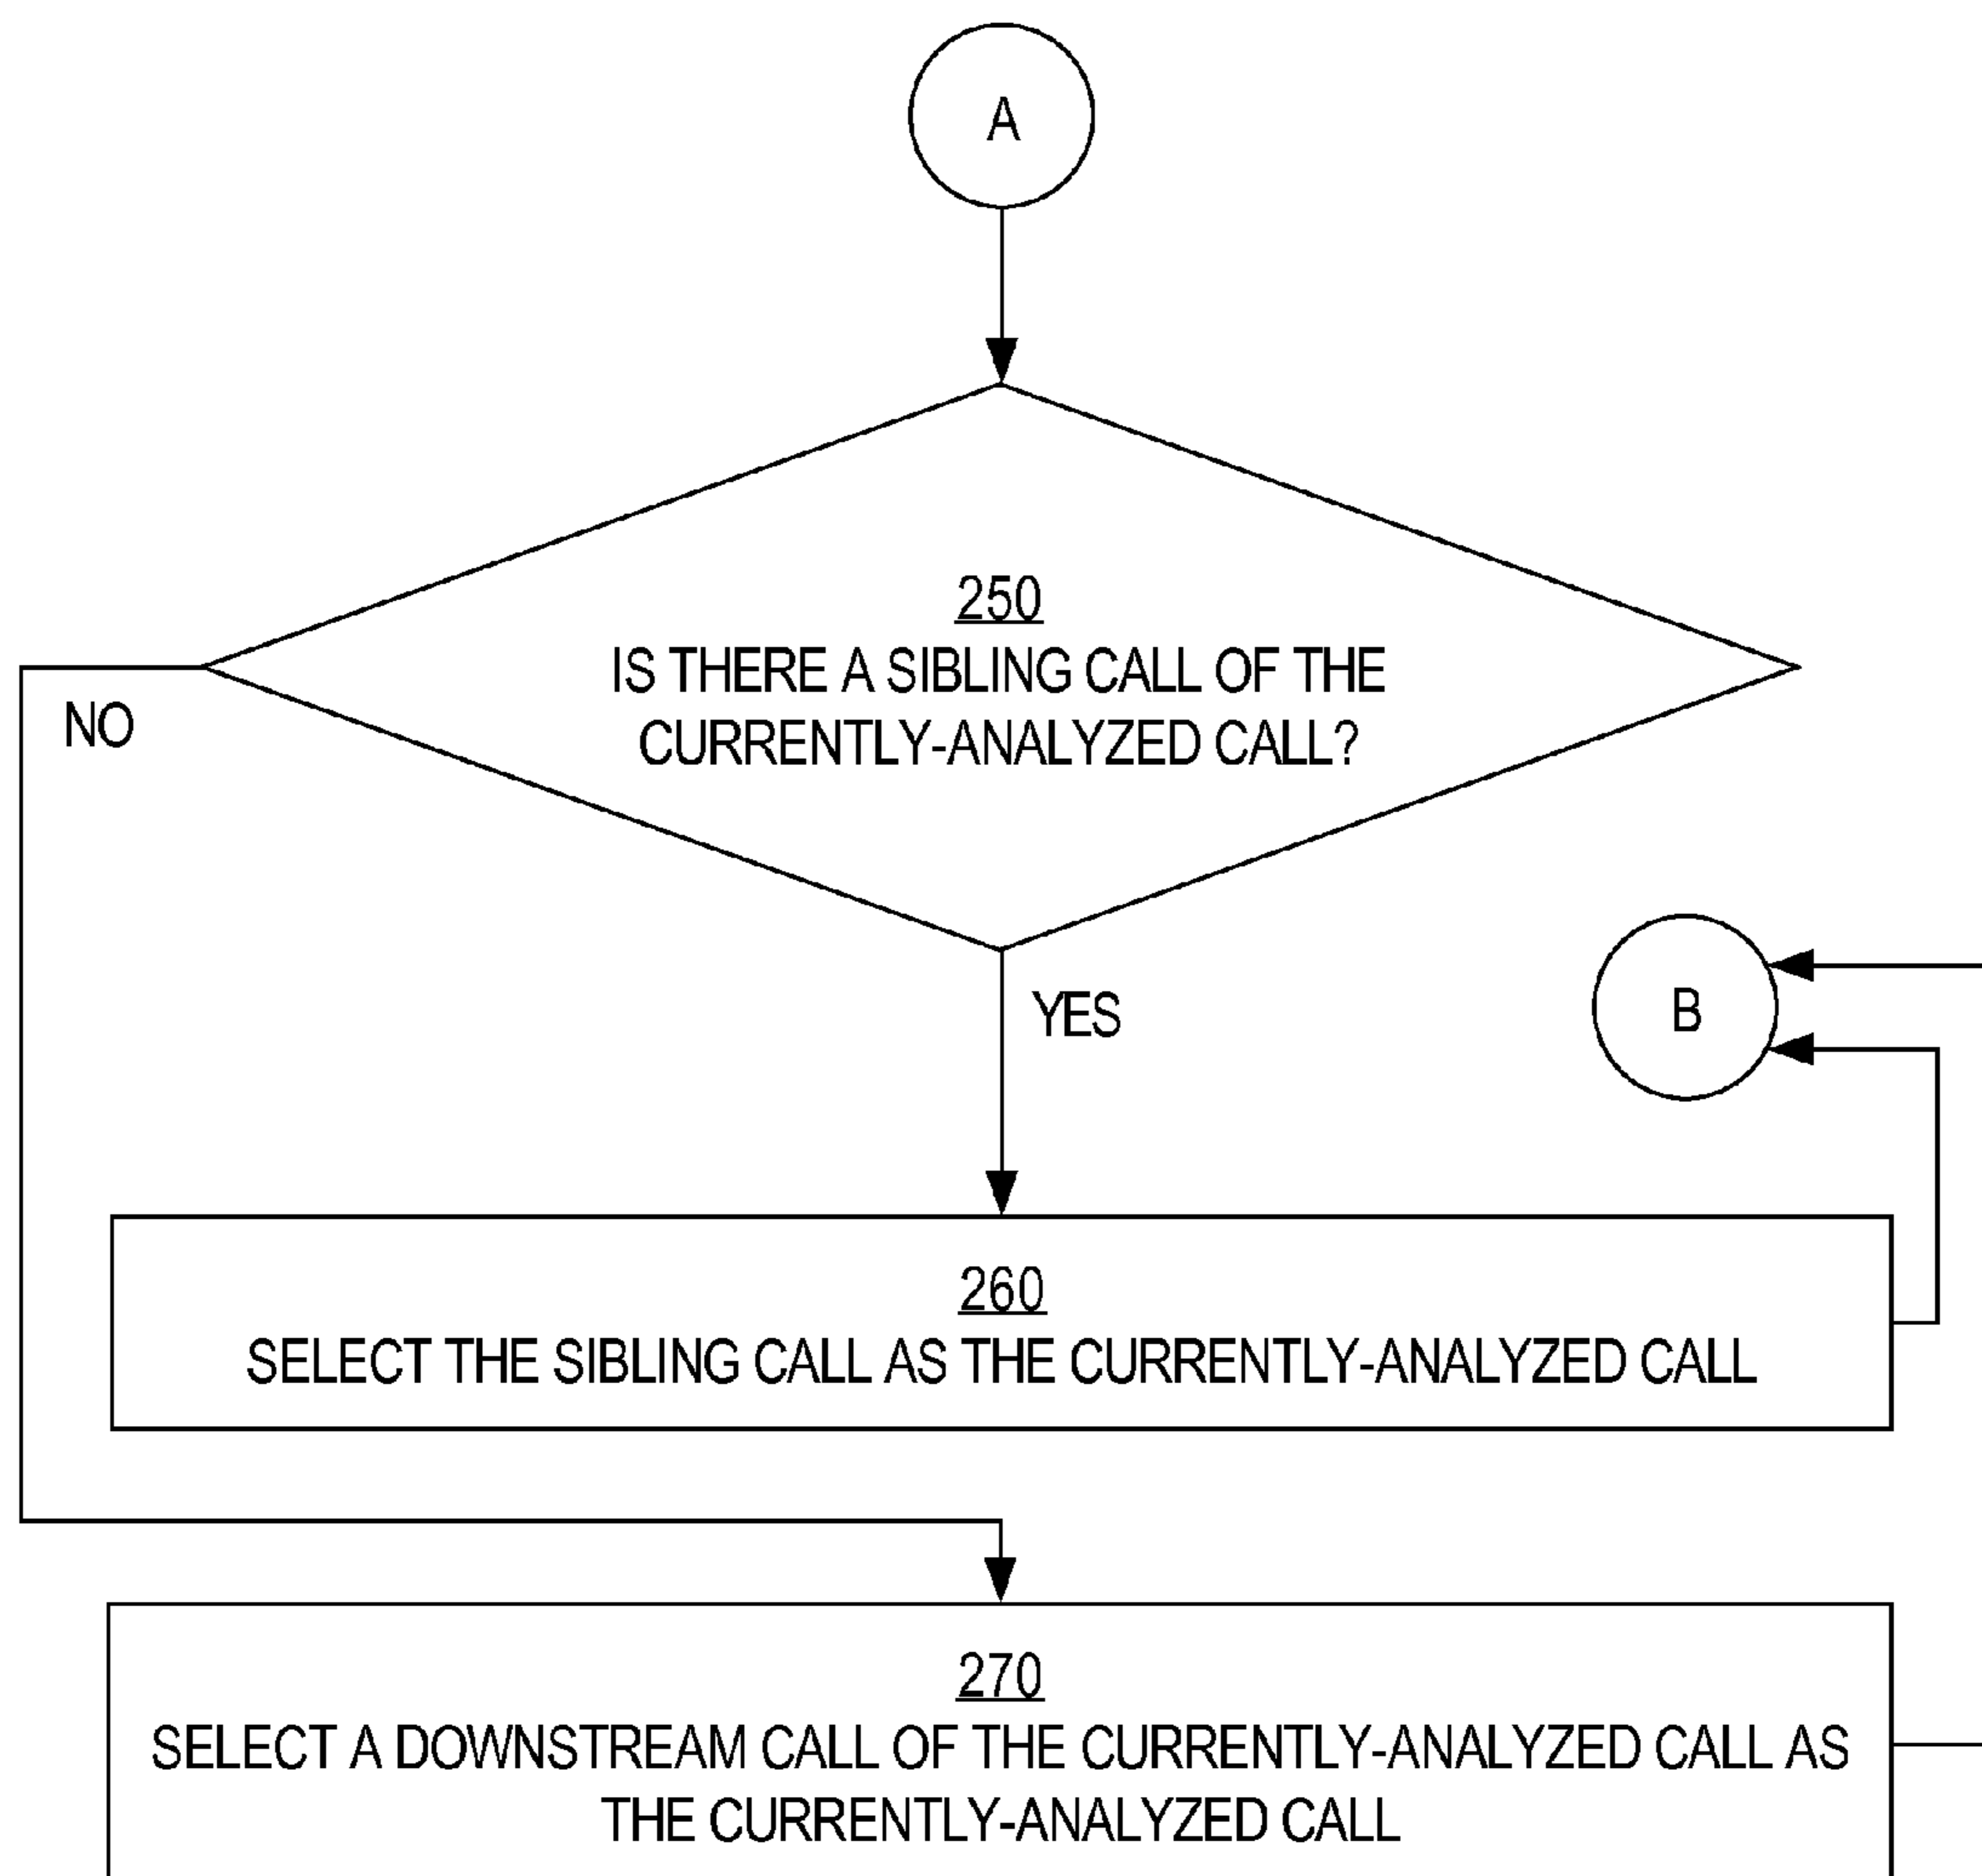 A
250
IS THERE A SIBLING CALL OF THE
CURRENTLY-ANALYZED CALL?
NO
YES
B
260
SELECT THE SIBLING CALL AS THE CURRENTLY-ANALYZED CALL
270
SELECT A DOWNSTREAM CALL OF THE CURRENTLY-ANALYZED CALL AS
THE CURRENTLY-ANALYZED CALL